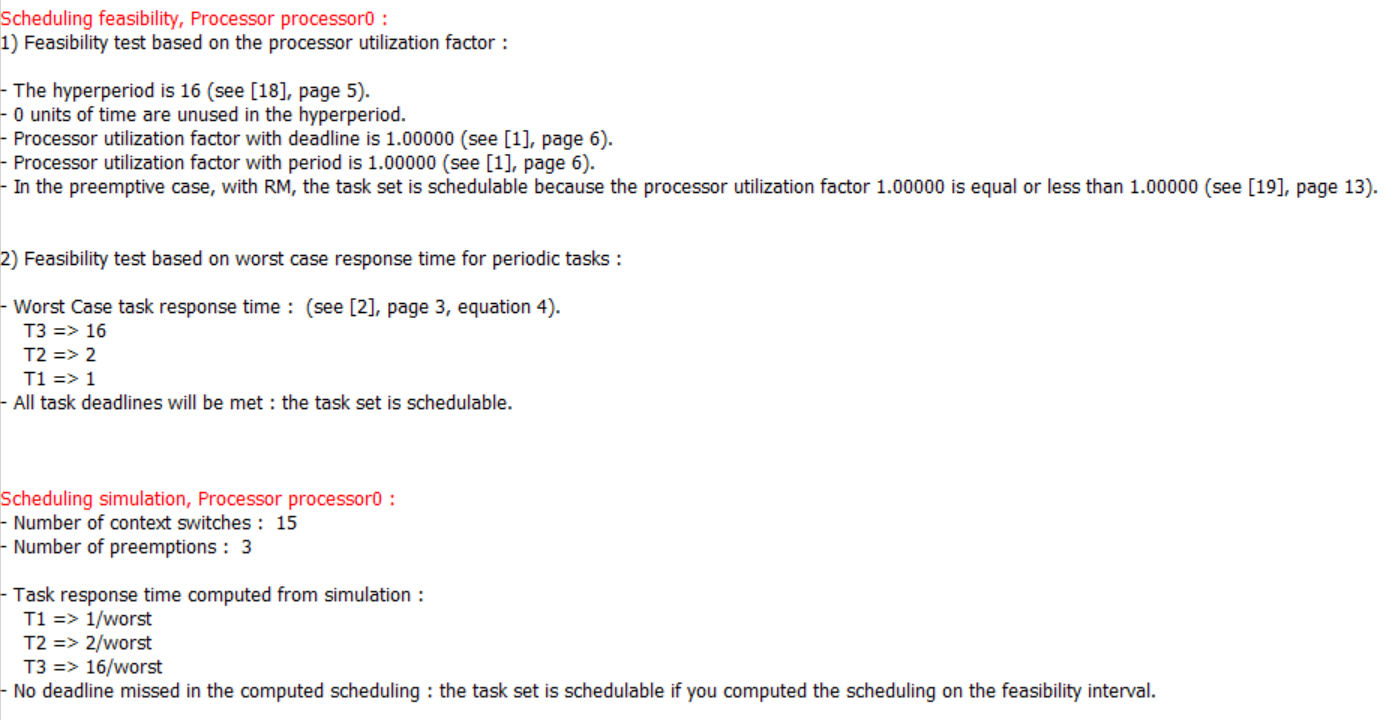 Scheduling feasibility, Processor processor0 :
1) Feasibility test based on the processor utilization factor :
- The hyperperiod is 16 (see [18], page 5).
- 0 units of time are unused in the hyperperiod.
- Processor utilization factor with deadline is 1.00000 (see [1], page 6).
- Processor utilization factor with period is 1.00000 (see [1], page 6).
- In the preemptive case, with RM, the task set is schedulable because the processor utilization factor 1.00000 is equal or less than 1.00000 (see [19], page 13).
2) Feasibility test based on worst case response time for periodic tasks :
- Worst Case task response time :  (see [2], page 3, equation 4).
T3 => 16
T2 => 2
T1 => 1
- All task deadlines will be met : the task set is schedulable.
Scheduling simulation, Processor processor0 :
- Number of context switches :  15
- Number of preemptions :  3
- Task response time computed from simulation :
T1 => 1/worst
T2 => 2/worst
T3 => 16/worst
- No deadline missed in the computed scheduling : the task set is schedulable if you computed the scheduling on the feasibility interval.